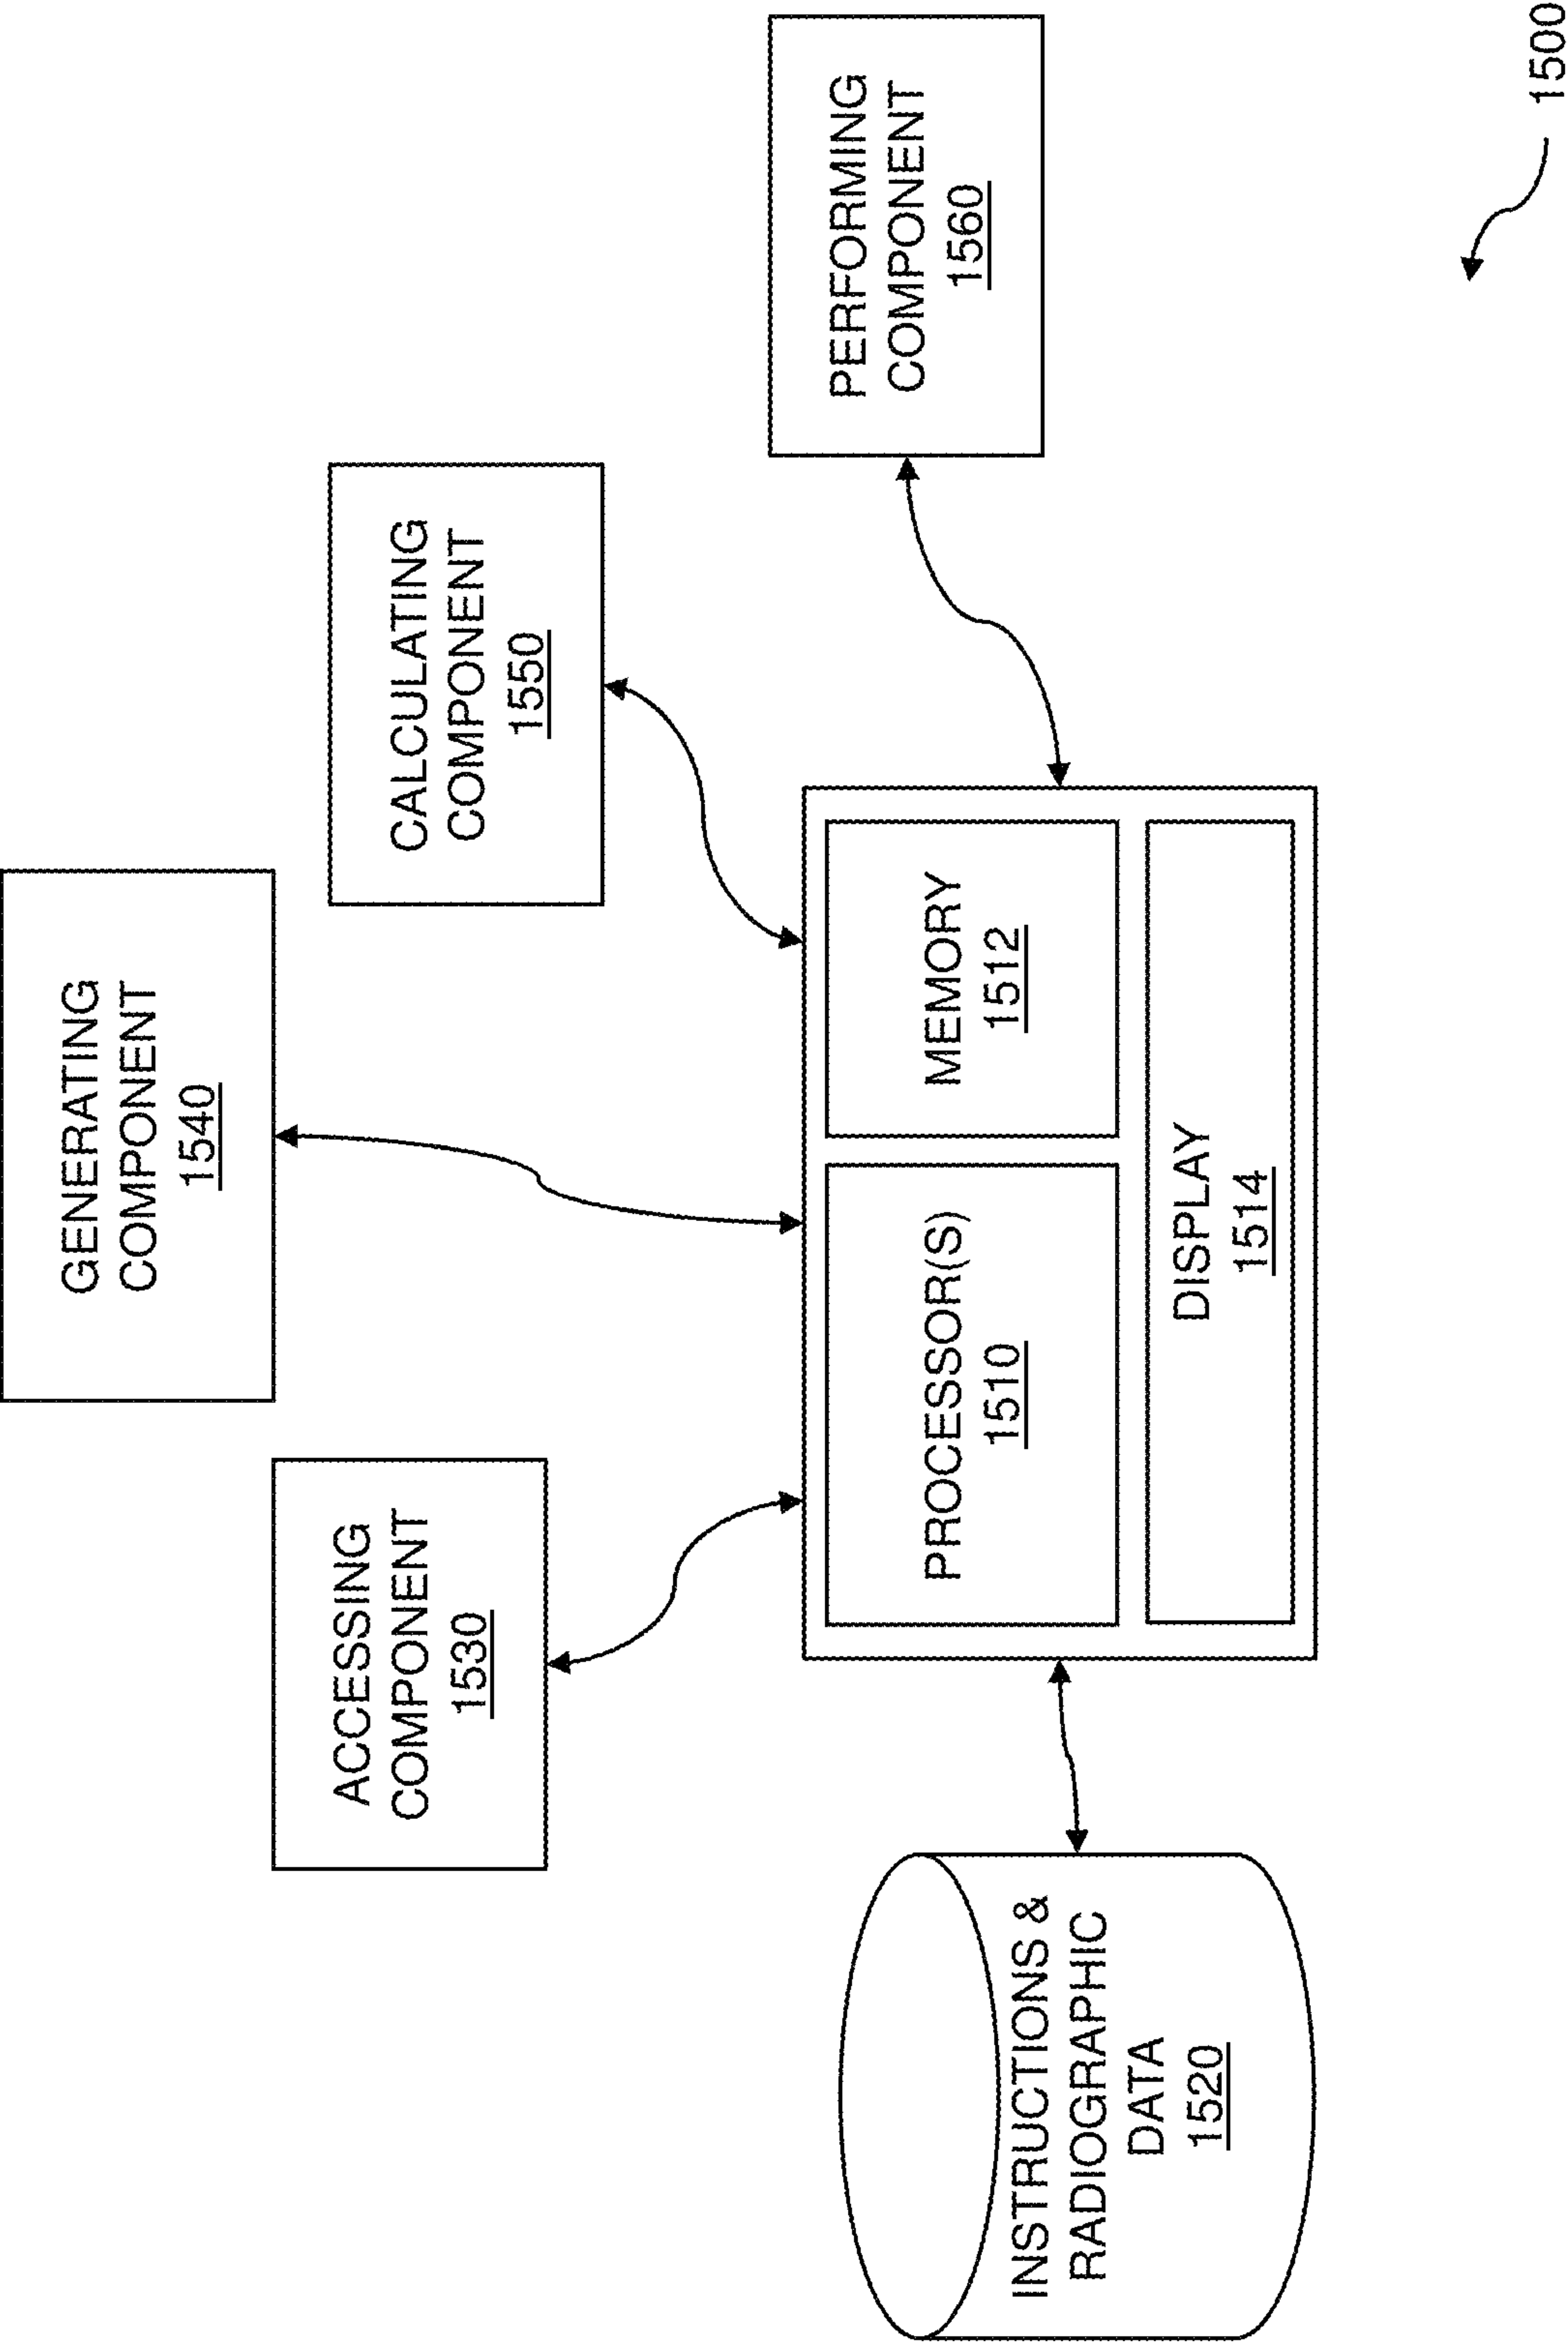 GENERATING
COMPONENT
1540
ACCESSING
COMPONENT
1530
CALCULATING
COMPONENT
1550
INSTRUCTIONS &
RADIOGRAPHIC
DATA
1520
PROCESSOR(S)
1510
MEMORY
1512
DISPLAY
1514
PERFORMING
COMPONENT
1560
1500